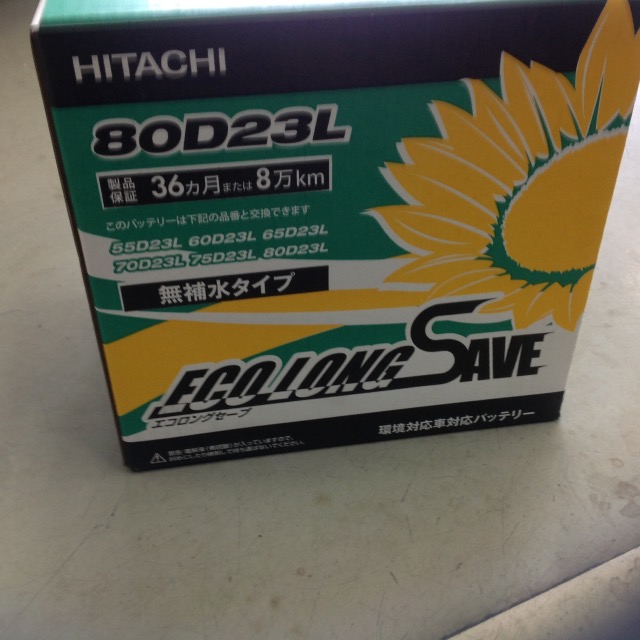 HITACHI
80D23L
製品保証 36カ月または8万km
このバッテリーは下記の品番と交換できます
55D23L 60D23L 65D23L
70D23L 75D23L 80D23L
無補水タイプ
ECO LONG SAVE
エコロングセーブ
環境対応車対応バッテリー